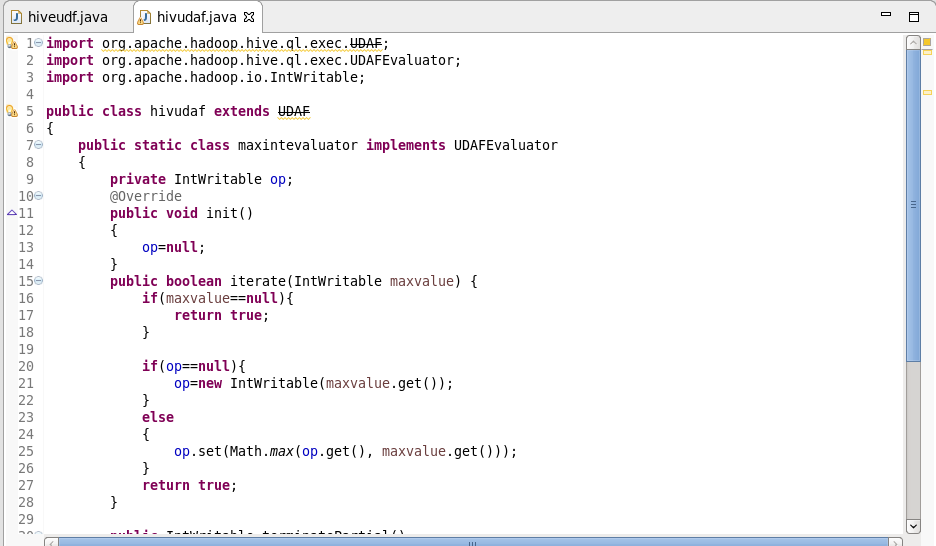 hiveudf.java hivudaf.java
1 import org.apache.hadoop.hive.ql.exec.UDAF;
2 import org.apache.hadoop.hive.ql.exec.UDAFEvaluator;
3 import org.apache.hadoop.io.IntWritable;
4
5 public class hivudaf extends UDAF
6 {
7 public static class maxintevaluator implements UDAFEvaluator
8 {
9 private IntWritable op;
10 @Override
11 public void init()
12 {
13 op=null;
14 }
15 public boolean iterate(IntWritable maxvalue) {
16 if(maxvalue==null){
17 return true;
18 }
19
20 if(op==null){
21 op=new IntWritable(maxvalue.get());
22 }
23 else
24 {
25 op.set(Math.max(op.get(), maxvalue.get()));
26 }
27 return true;
28 }
29